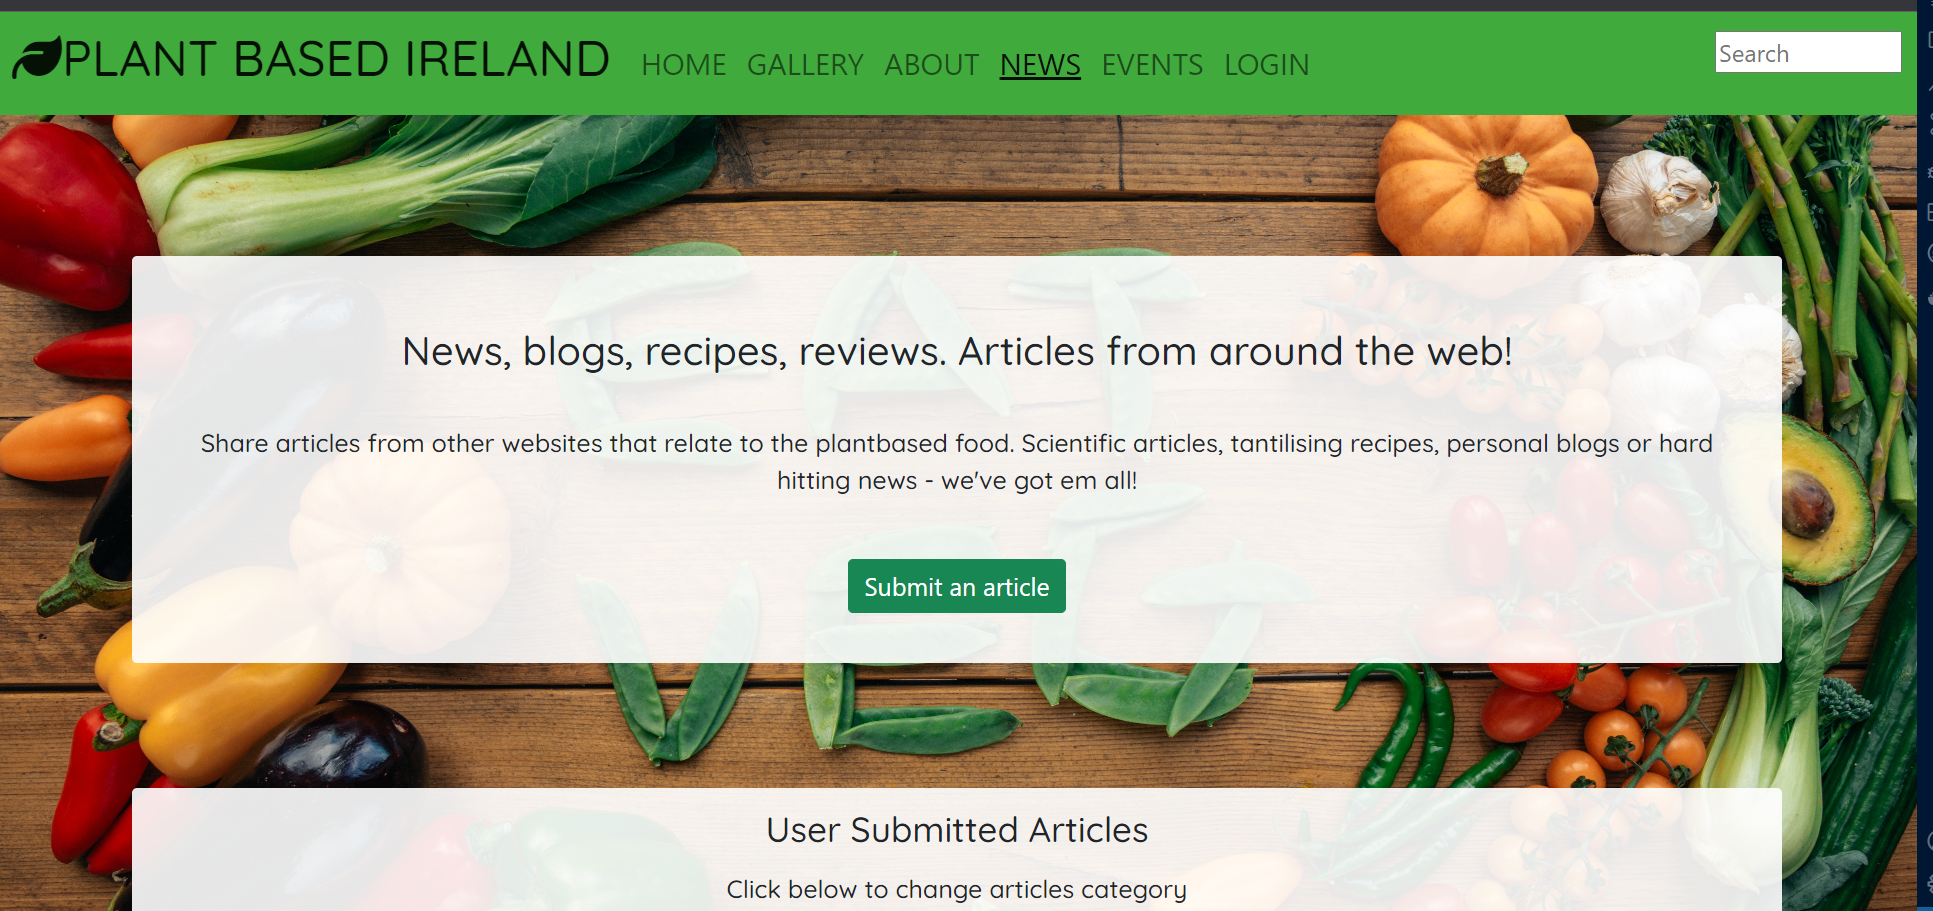 PLANT BASED IRELAND
HOME GALLERY ABOUT NEWS EVENTS LOGIN
Search
EAT
News, blogs, recipes, reviews. Articles from around the web!
Share articles from other websites that relate to the plantbased food. Scientific articles, tantilising recipes, personal blogs or hard
hitting news - we've got em all!
VEG
Submit an article
User Submitted Articles
Click below to change articles category